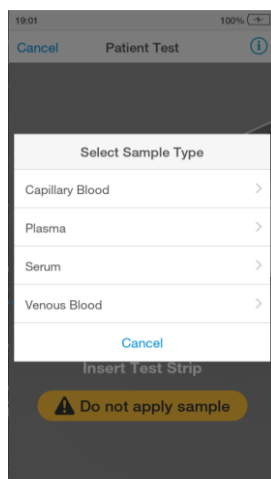 19:01 100%
Cancel Patient Test
Select Sample Type
Capillary Blood
Plasma
Serum
Venous Blood
Cancel
Insert Test Strip
Do not apply sample